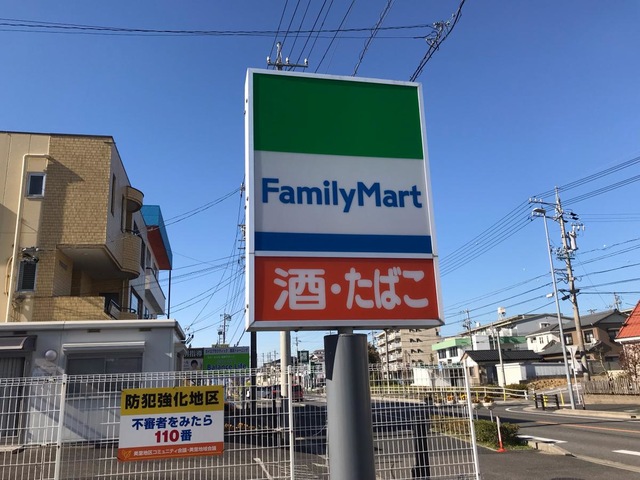 FamilyMart
酒・たばこ
防犯強化地区
不審者をみたら
110番